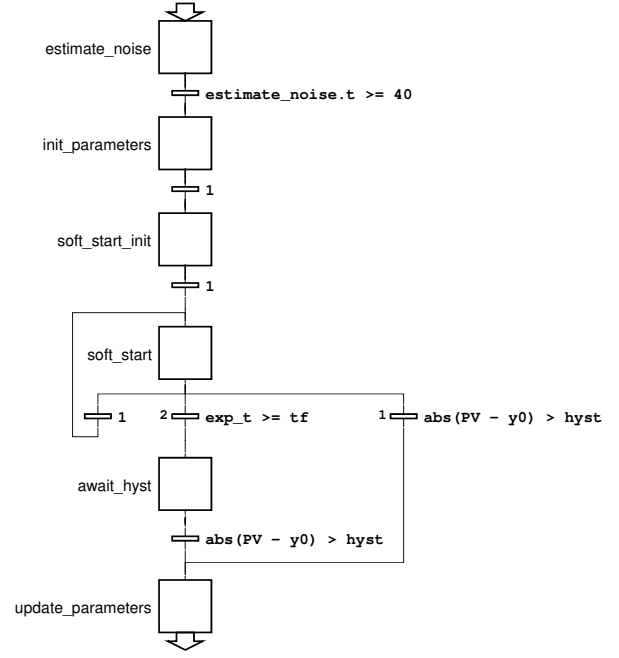 estimate_noise
estimate_noise.t >= 40
init_parameters
1
soft_start_init
1
soft_start
1
2 exp_t >= tf
1 abs(PV – y0) > hyst
await_hyst
abs(PV – y0) > hyst
update_parameters